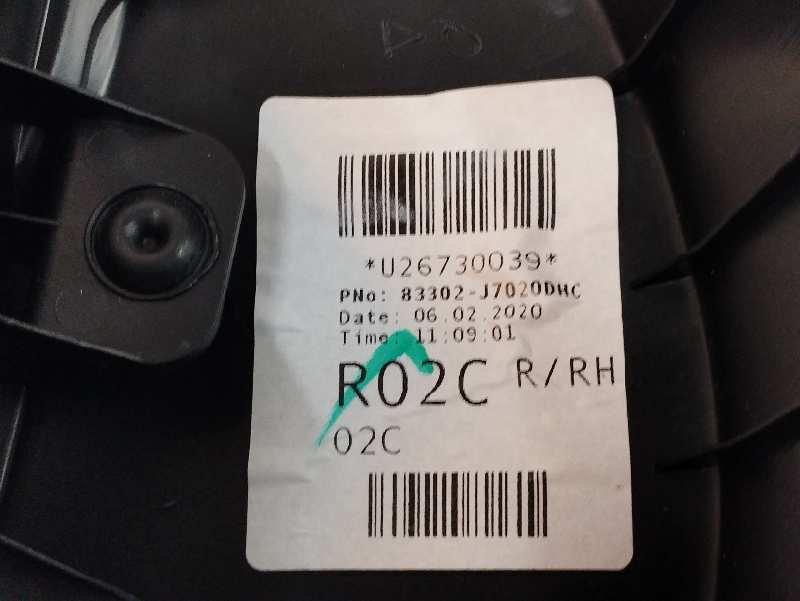 *U26730039*
PNo: 83302-J7020DHC
Date: 06.02.2020
Time: 11:09:01
R02C R/RH
02C